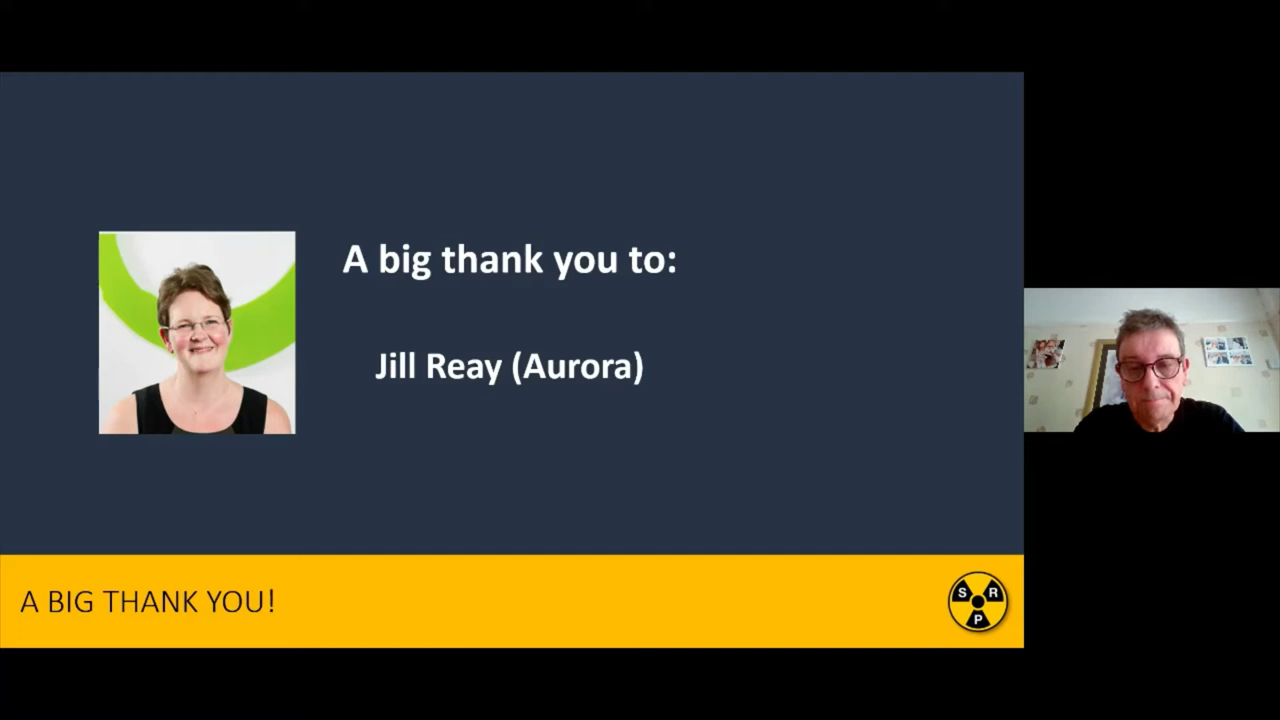 A big thank you to:
Jill Reay (Aurora)
A BIG THANK YOU!
S R
P